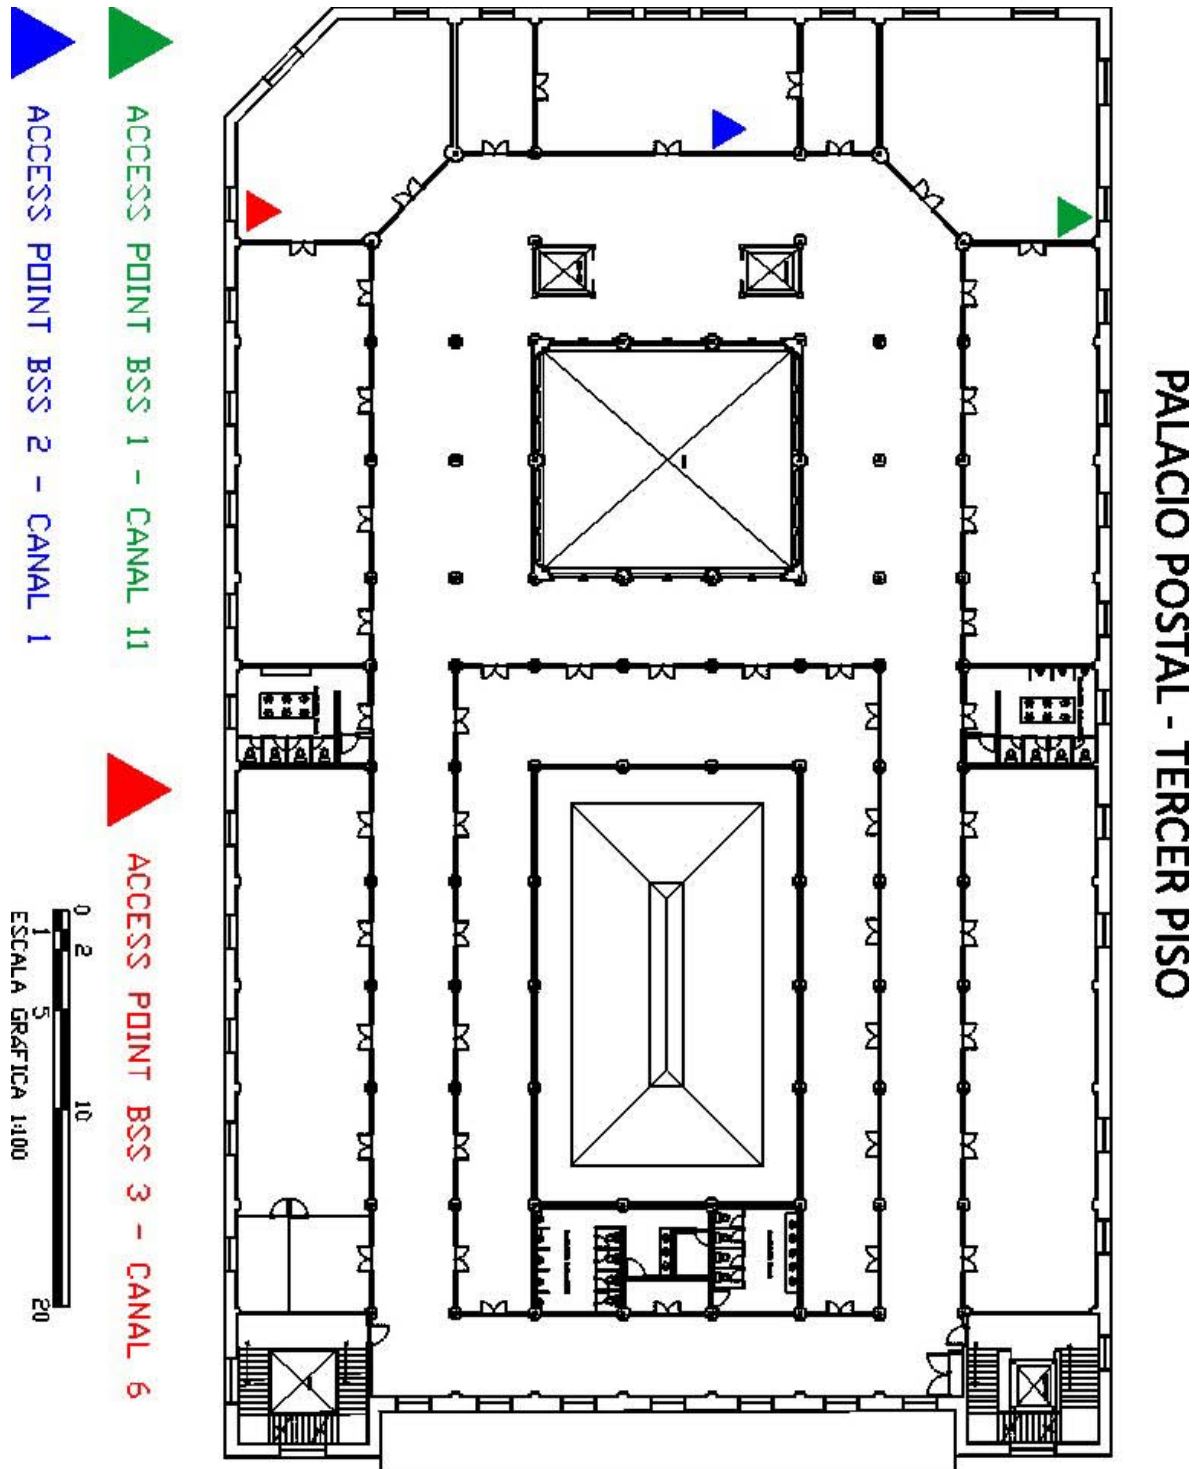 PALACIO POSTAL - TERCER PISO
ACCESS POINT BSS 1 - CANAL 11
ACCESS POINT BSS 3 - CANAL 6
ACCESS POINT BSS 2 - CANAL 1
0 2 10 20
1 5
ESCALA GRAFICA 1:100